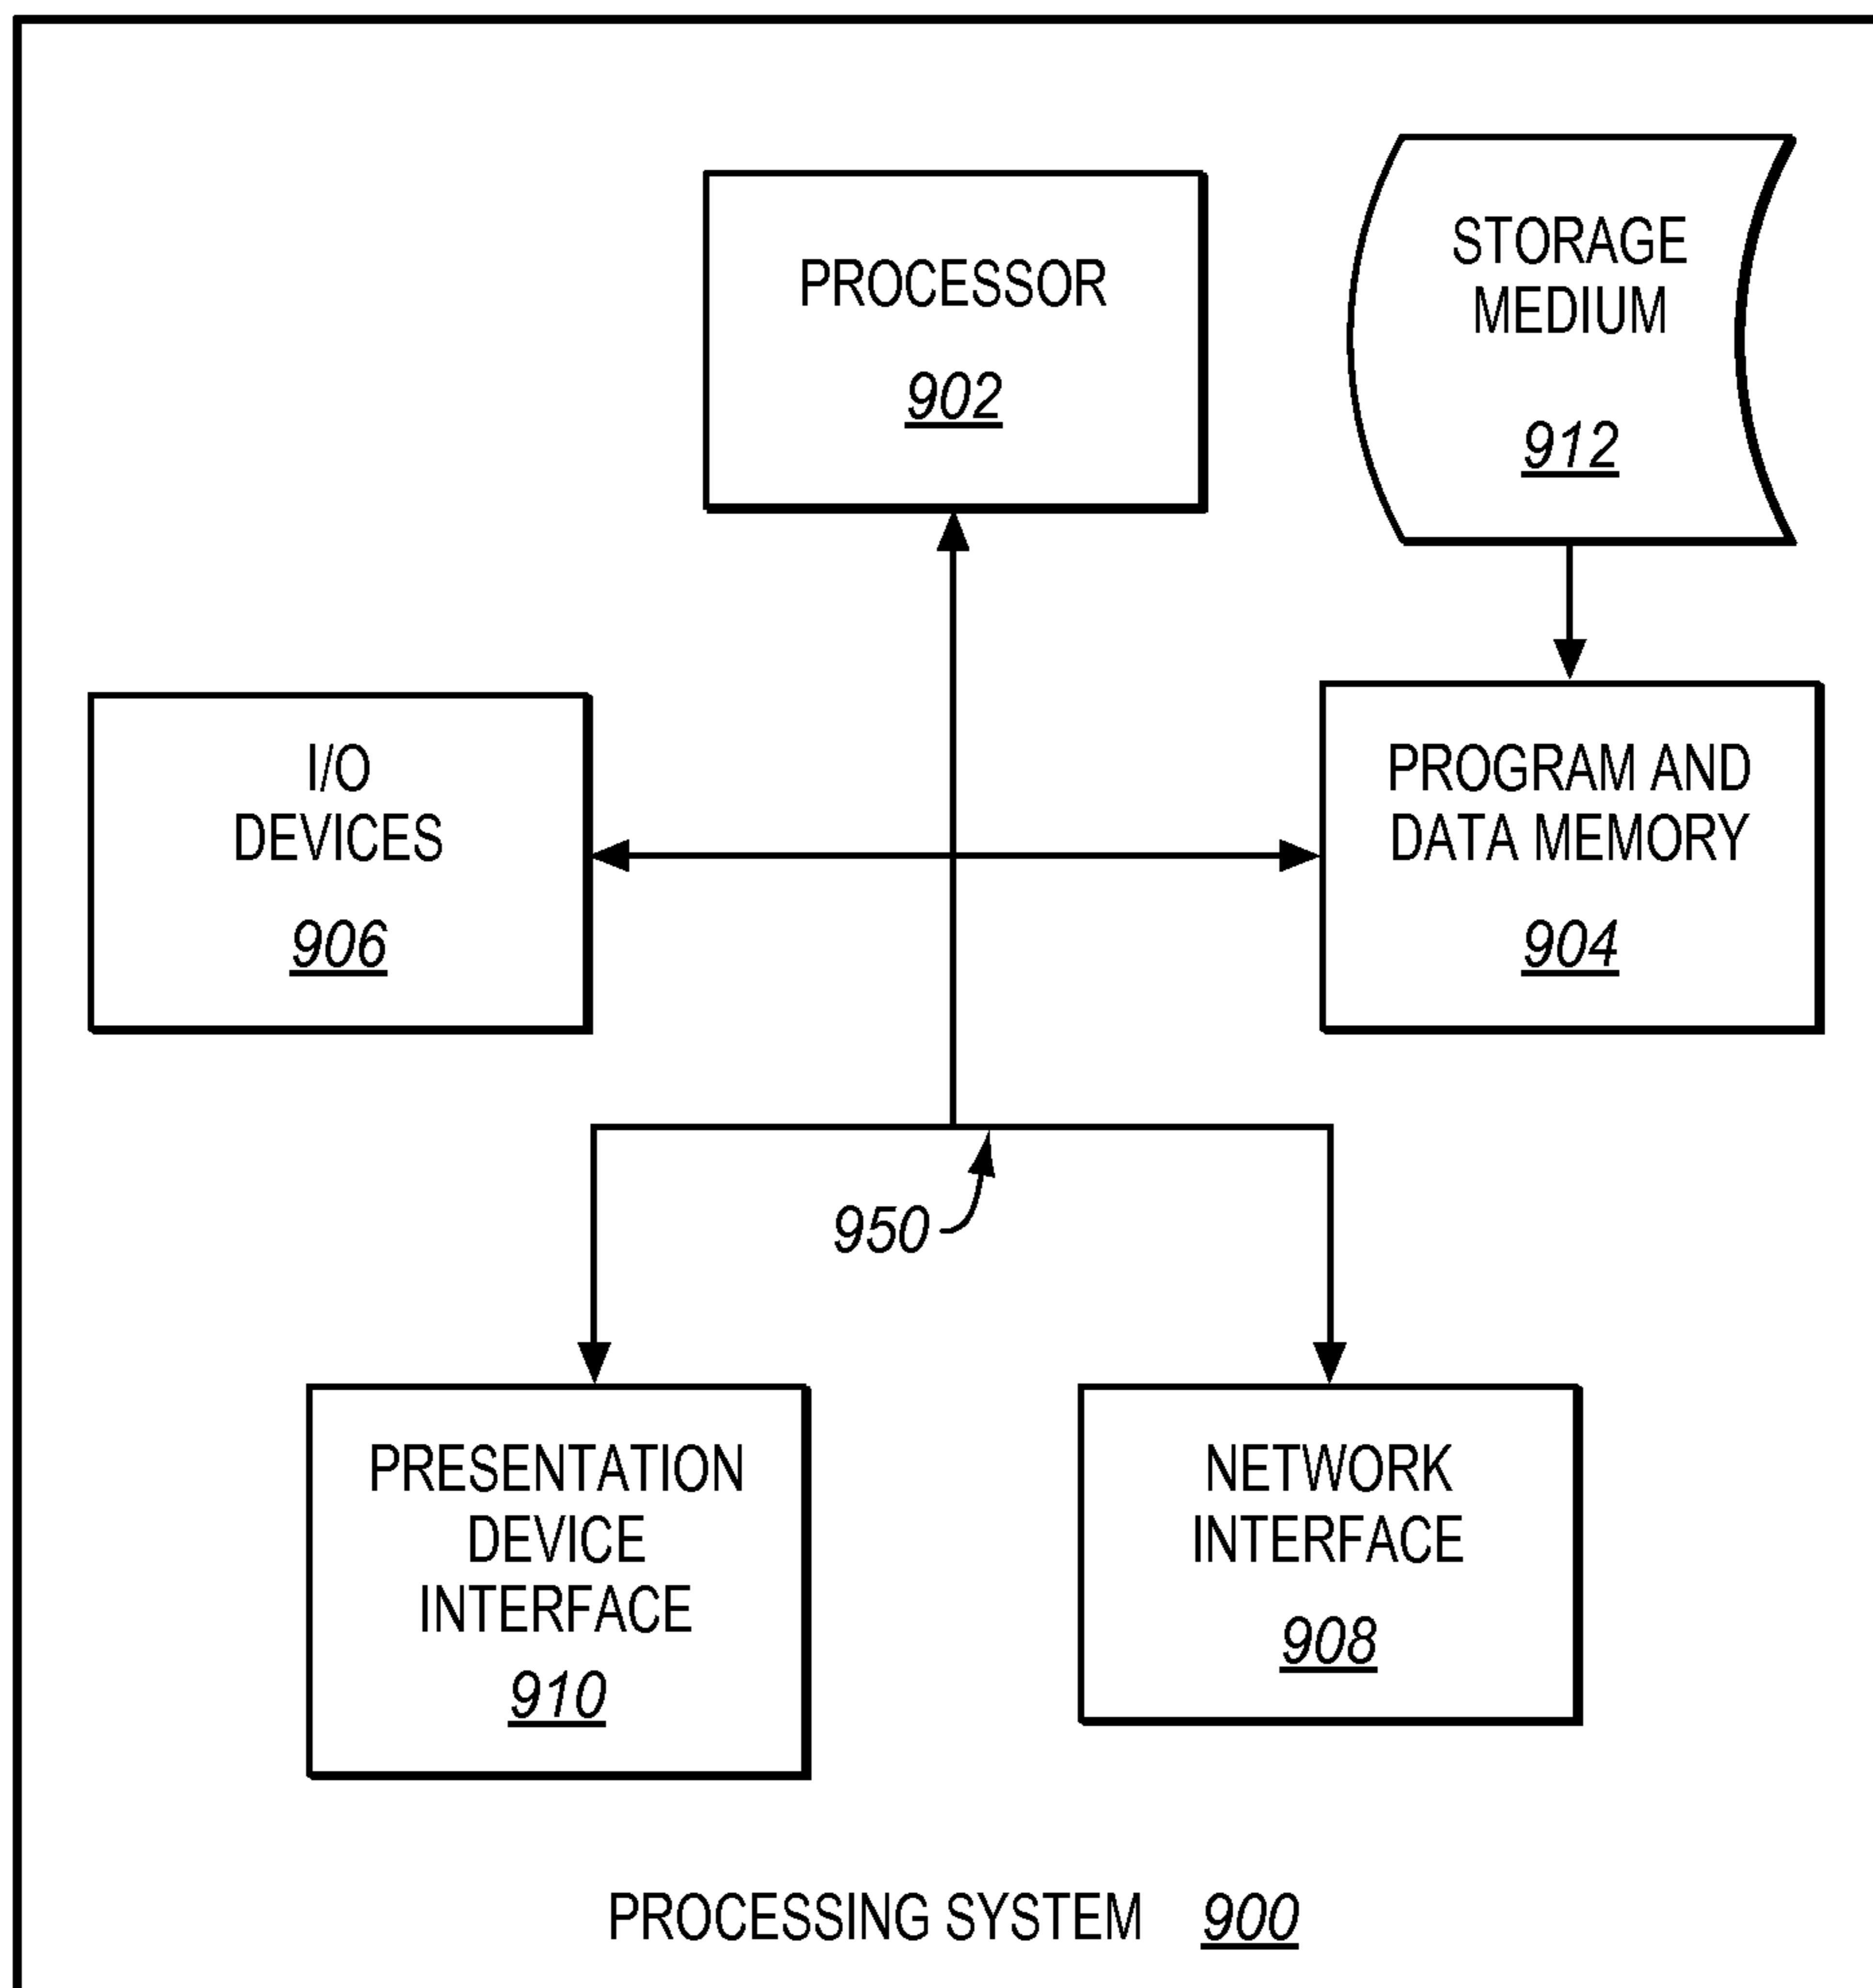 PROCESSOR
902
STORAGE
MEDIUM
912
I/O
DEVICES
906
PROGRAM AND
DATA MEMORY
904
950
PRESENTATION
DEVICE
INTERFACE
910
NETWORK
INTERFACE
908
PROCESSING SYSTEM 900